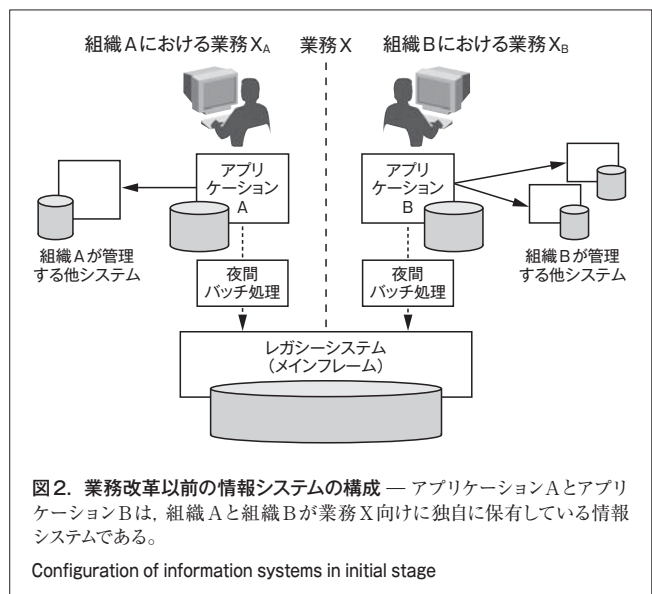 組織Aにおける業務XA 業務X 組織Bにおける業務XB
アプリ
ケーション
A
アプリ
ケーション
B
組織Aが管理
する他システム
組織Bが管理
する他システム
夜間
バッチ処理
夜間
バッチ処理
レガシーシステム
(メインフレーム)
図2. 業務改革以前の情報システムの構成 — アプリケーションAとアプリ
ケーションBは，組織Aと組織Bが業務X向けに独自に保有している情報
システムである。
Configuration of information systems in initial stage